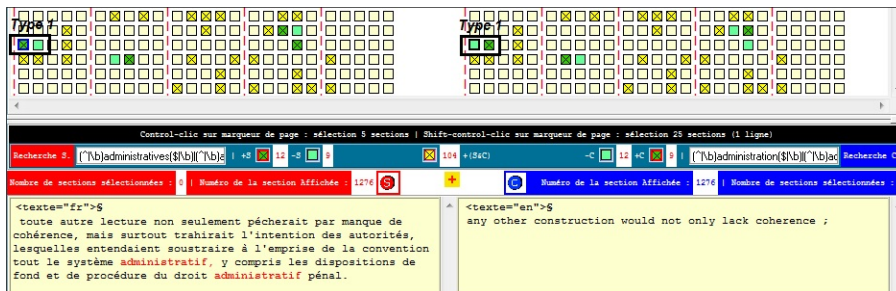 Type 1
Type 1
Control-clic sur marqueur de page : sélection 5 sections | Shift-control-clic sur marqueur de page : sélection 25 sections (1 ligne)
Recherche S. (^|\b)administratives($|\b)|(^|\b)a | +S 12 -S 9 104 +(S&C) -C 12 +C 9 | (^|\b)administration($|\b)|(^|\b)ad Recherche C
Nombre de sections sélectionnées : 0 | Numéro de la section Affichée : 1276 S + C Numéro de la section Affichée : 1276 | Nombre de sections sélectionnées :
<texte="fr">§
toute autre lecture non seulement pécherait par manque de
cohérence, mais surtout trahirait l'intention des autorités,
lesquelles entendaient soustraire à l'emprise de la convention
tout le système administratif, y compris les dispositions de
fond et de procédure du droit administratif pénal.
<texte="en">§
any other construction would not only lack coherence ;